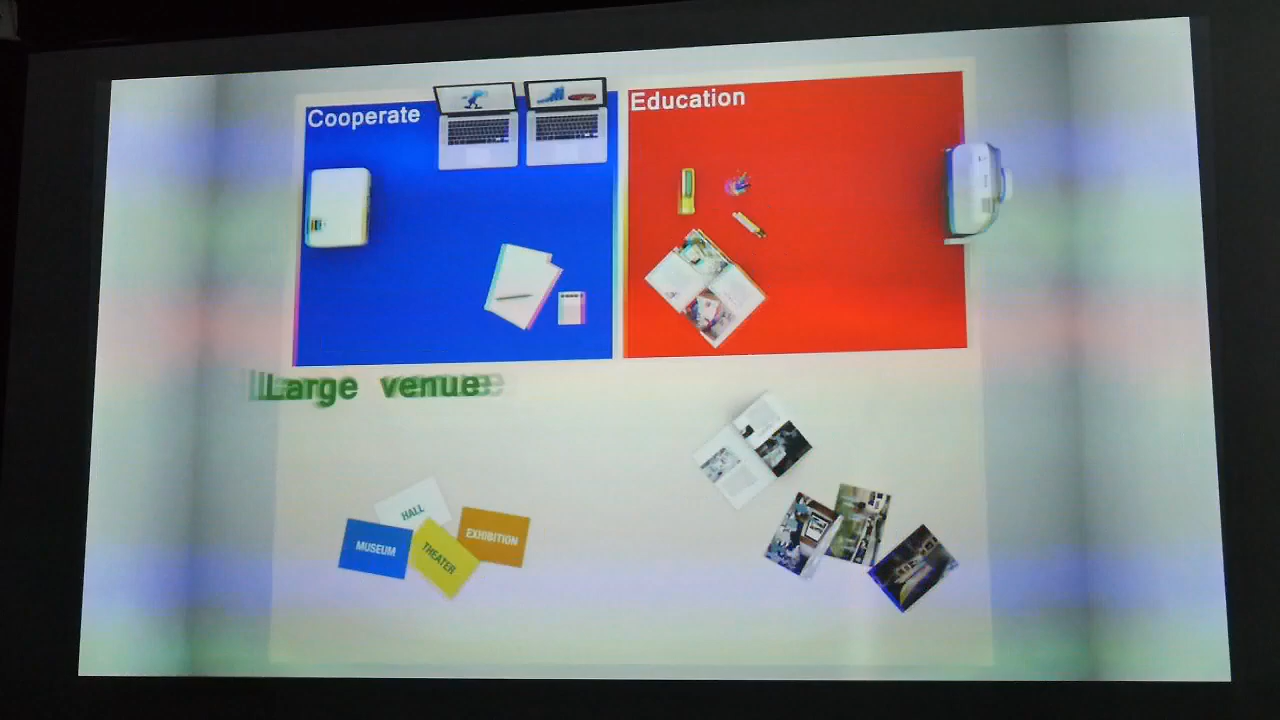 Cooperate
Education
Large venue
HALL
MUSEUM
THEATER
EXHIBITION